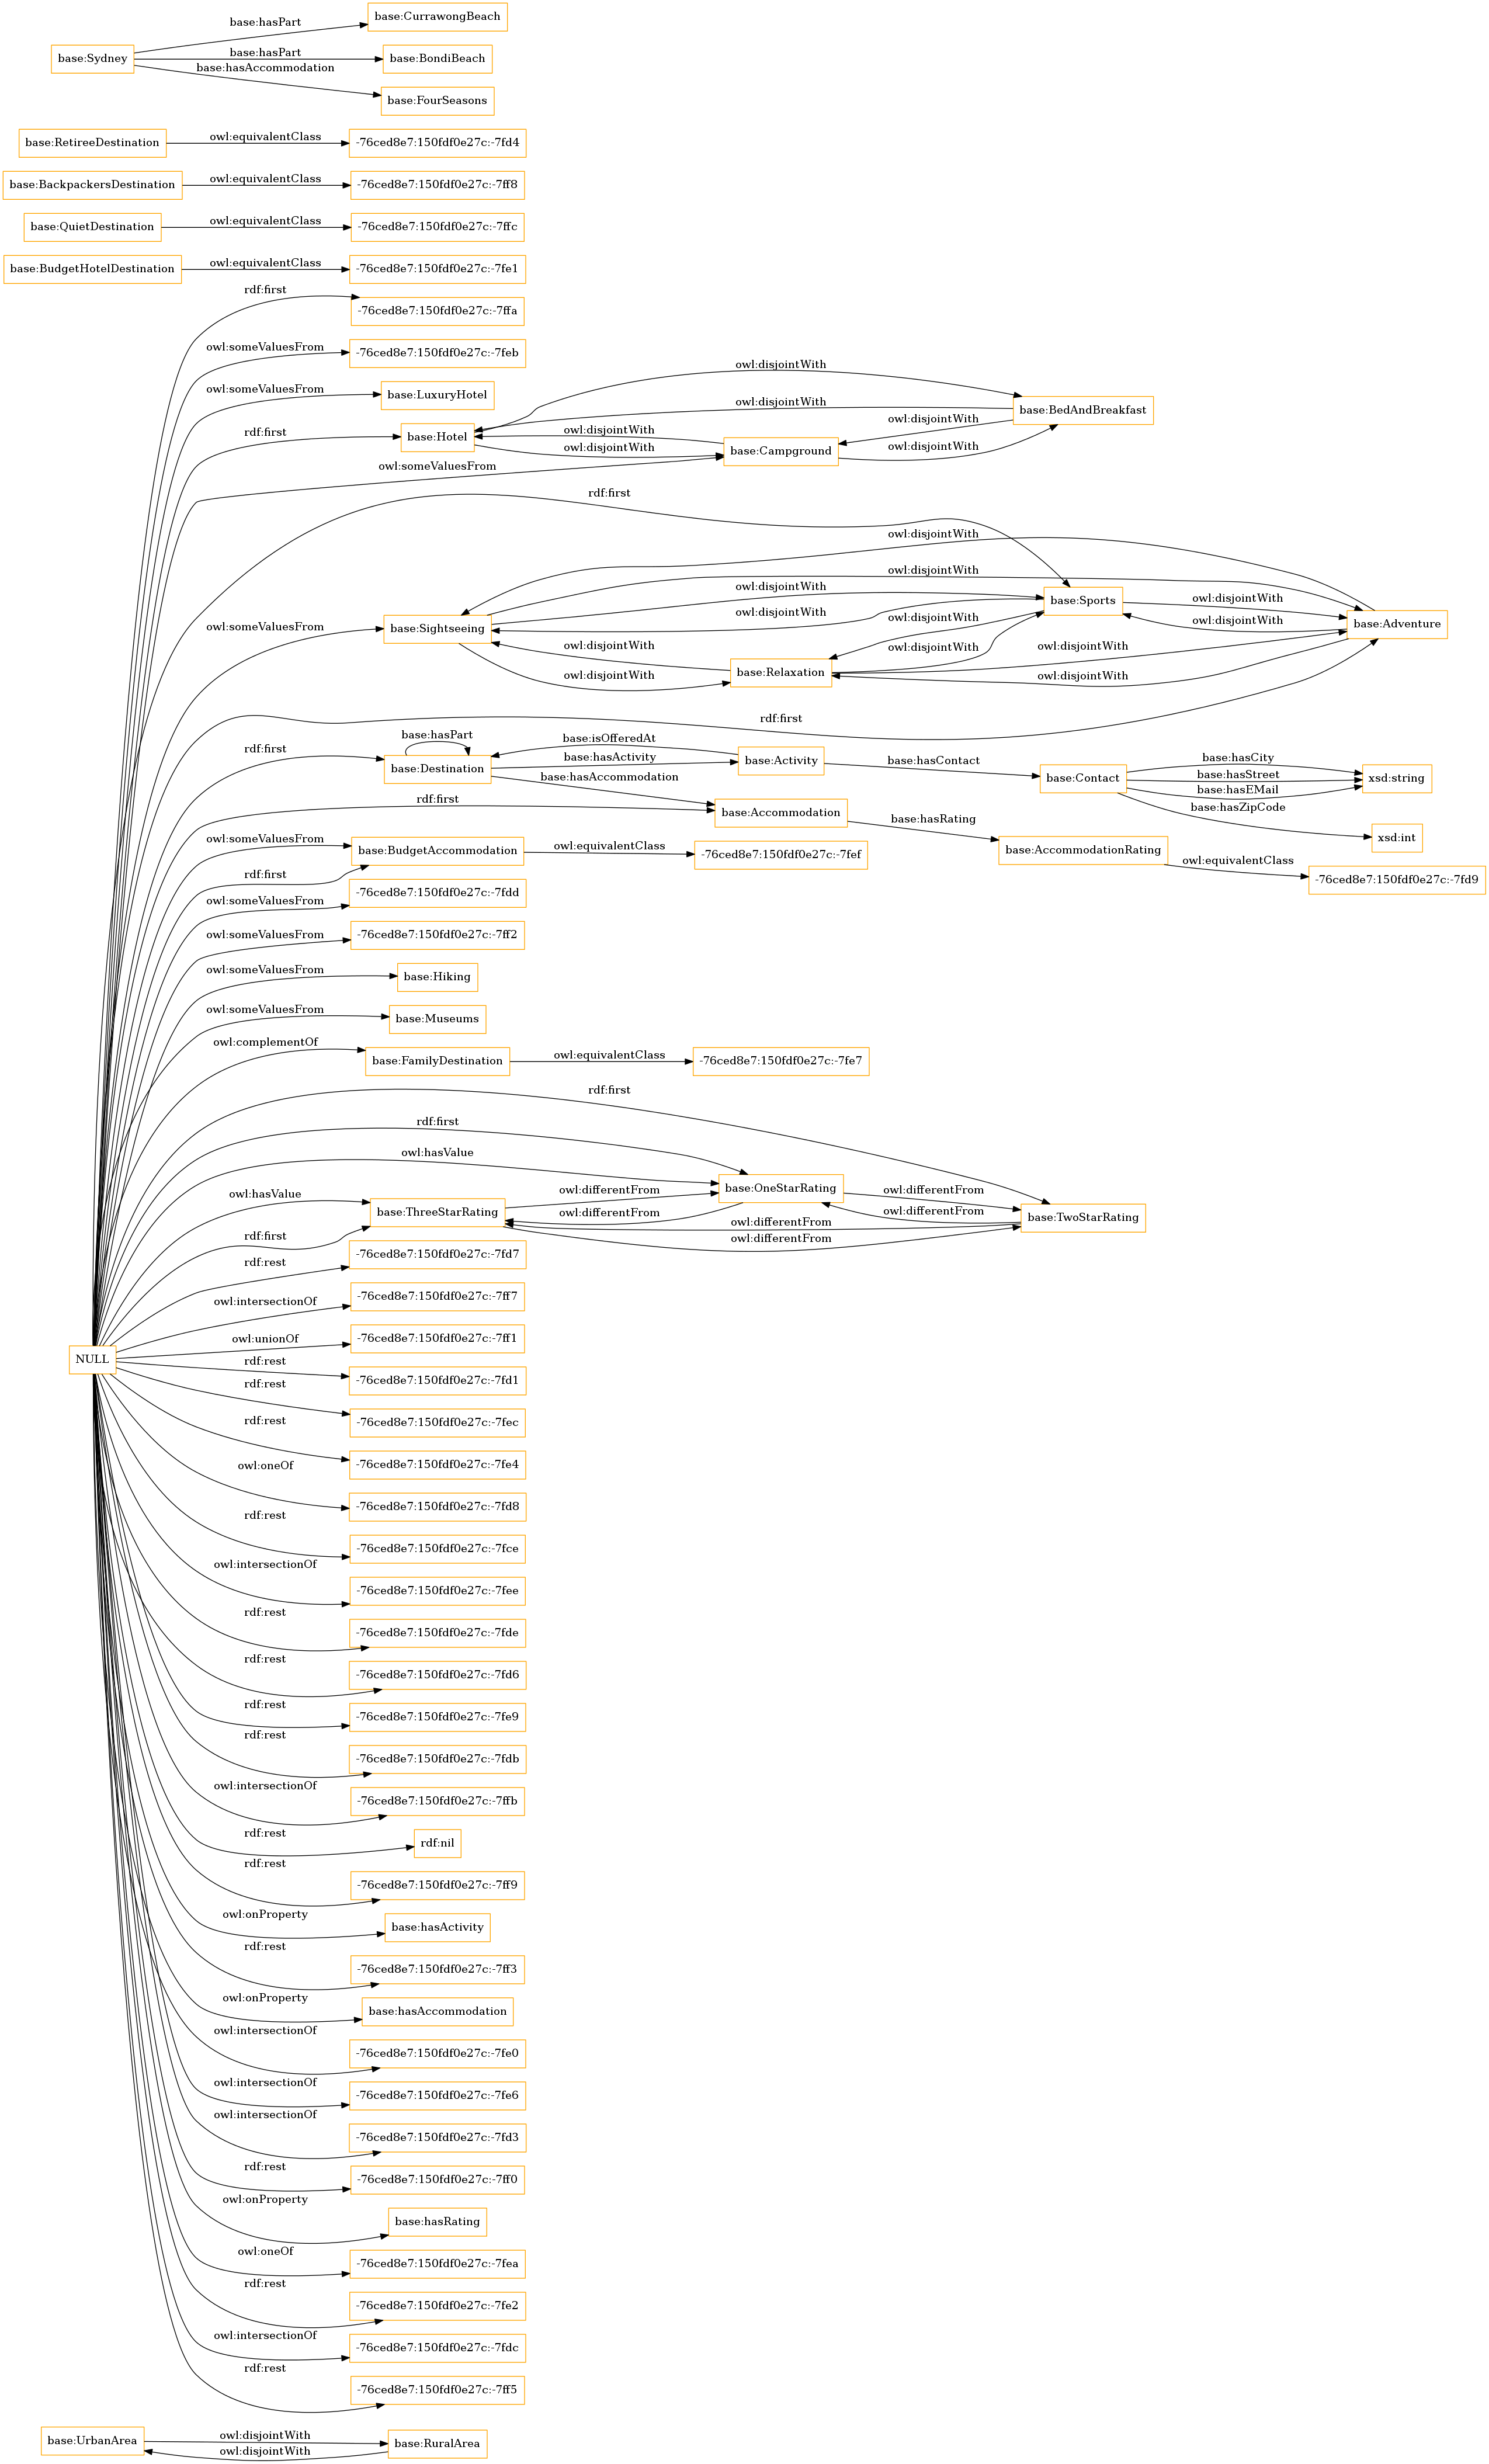 base:CurrawongBeach
base:hasPart
base:Sydney
base:hasPart
base:BondiBeach
base:hasAccommodation
base:FourSeasons
base:RetireeDestination
owl:equivalentClass
-76ced8e7:150fdf0e27c:-7fd4
base:BackpackersDestination
owl:equivalentClass
-76ced8e7:150fdf0e27c:-7ff8
base:QuietDestination
owl:equivalentClass
-76ced8e7:150fdf0e27c:-7ffc
base:BudgetHotelDestination
owl:equivalentClass
-76ced8e7:150fdf0e27c:-7fe1
rdf:first
-76ced8e7:150fdf0e27c:-7ffa
owl:someValuesFrom
-76ced8e7:150fdf0e27c:-7feb
owl:someValuesFrom
base:LuxuryHotel
owl:disjointWith
owl:disjointWith
base:BedAndBreakfast
rdf:first
base:Hotel
owl:disjointWith
owl:disjointWith
owl:disjointWith
base:Campground
owl:disjointWith
owl:someValuesFrom
rdf:first
owl:disjointWith
owl:disjointWith
owl:disjointWith
base:Sports
owl:disjointWith
owl:someValuesFrom
base:Sightseeing
owl:disjointWith
owl:disjointWith
owl:disjointWith
base:Adventure
owl:disjointWith
owl:disjointWith
owl:disjointWith
base:Relaxation
owl:disjointWith
owl:disjointWith
rdf:first
base:hasPart
rdf:first
base:Destination
base:isOfferedAt
base:hasActivity
base:Activity
base:hasContact
base:hasAccommodation
base:Contact
base:hasCity
base:hasStreet
base:hasEMail
xsd:string
base:hasZipCode
xsd:int
rdf:first
base:Accommodation
base:hasRating
base:AccommodationRating
owl:equivalentClass
-76ced8e7:150fdf0e27c:-7fd9
owl:someValuesFrom
base:BudgetAccommodation
owl:equivalentClass
-76ced8e7:150fdf0e27c:-7fef
rdf:first
owl:someValuesFrom
-76ced8e7:150fdf0e27c:-7fdd
owl:someValuesFrom
-76ced8e7:150fdf0e27c:-7ff2
owl:someValuesFrom
base:Hiking
owl:someValuesFrom
base:Museums
owl:complementOf
base:FamilyDestination
owl:equivalentClass
-76ced8e7:150fdf0e27c:-7fe7
rdf:first
rdf:first
owl:hasValue
owl:hasValue
base:ThreeStarRating
owl:differentFrom
base:OneStarRating
owl:differentFrom
owl:differentFrom
owl:differentFrom
base:TwoStarRating
owl:differentFrom
owl:differentFrom
rdf:first
rdf:rest
-76ced8e7:150fdf0e27c:-7fd7
owl:intersectionOf
-76ced8e7:150fdf0e27c:-7ff7
NULL
owl:unionOf
-76ced8e7:150fdf0e27c:-7ff1
rdf:rest
-76ced8e7:150fdf0e27c:-7fd1
rdf:rest
-76ced8e7:150fdf0e27c:-7fec
rdf:rest
-76ced8e7:150fdf0e27c:-7fe4
owl:oneOf
-76ced8e7:150fdf0e27c:-7fd8
rdf:rest
-76ced8e7:150fdf0e27c:-7fce
owl:intersectionOf
-76ced8e7:150fdf0e27c:-7fee
rdf:rest
-76ced8e7:150fdf0e27c:-7fde
rdf:rest
-76ced8e7:150fdf0e27c:-7fd6
rdf:rest
-76ced8e7:150fdf0e27c:-7fe9
rdf:rest
-76ced8e7:150fdf0e27c:-7fdb
owl:intersectionOf
-76ced8e7:150fdf0e27c:-7ffb
rdf:rest
rdf:nil
rdf:rest
-76ced8e7:150fdf0e27c:-7ff9
owl:onProperty
base:hasActivity
rdf:rest
-76ced8e7:150fdf0e27c:-7ff3
owl:onProperty
base:hasAccommodation
owl:intersectionOf
-76ced8e7:150fdf0e27c:-7fe0
owl:intersectionOf
-76ced8e7:150fdf0e27c:-7fe6
owl:intersectionOf
-76ced8e7:150fdf0e27c:-7fd3
rdf:rest
-76ced8e7:150fdf0e27c:-7ff0
owl:onProperty
base:hasRating
owl:oneOf
-76ced8e7:150fdf0e27c:-7fea
rdf:rest
-76ced8e7:150fdf0e27c:-7fe2
owl:intersectionOf
-76ced8e7:150fdf0e27c:-7fdc
rdf:rest
-76ced8e7:150fdf0e27c:-7ff5
base:UrbanArea
owl:disjointWith
owl:disjointWith
base:RuralArea